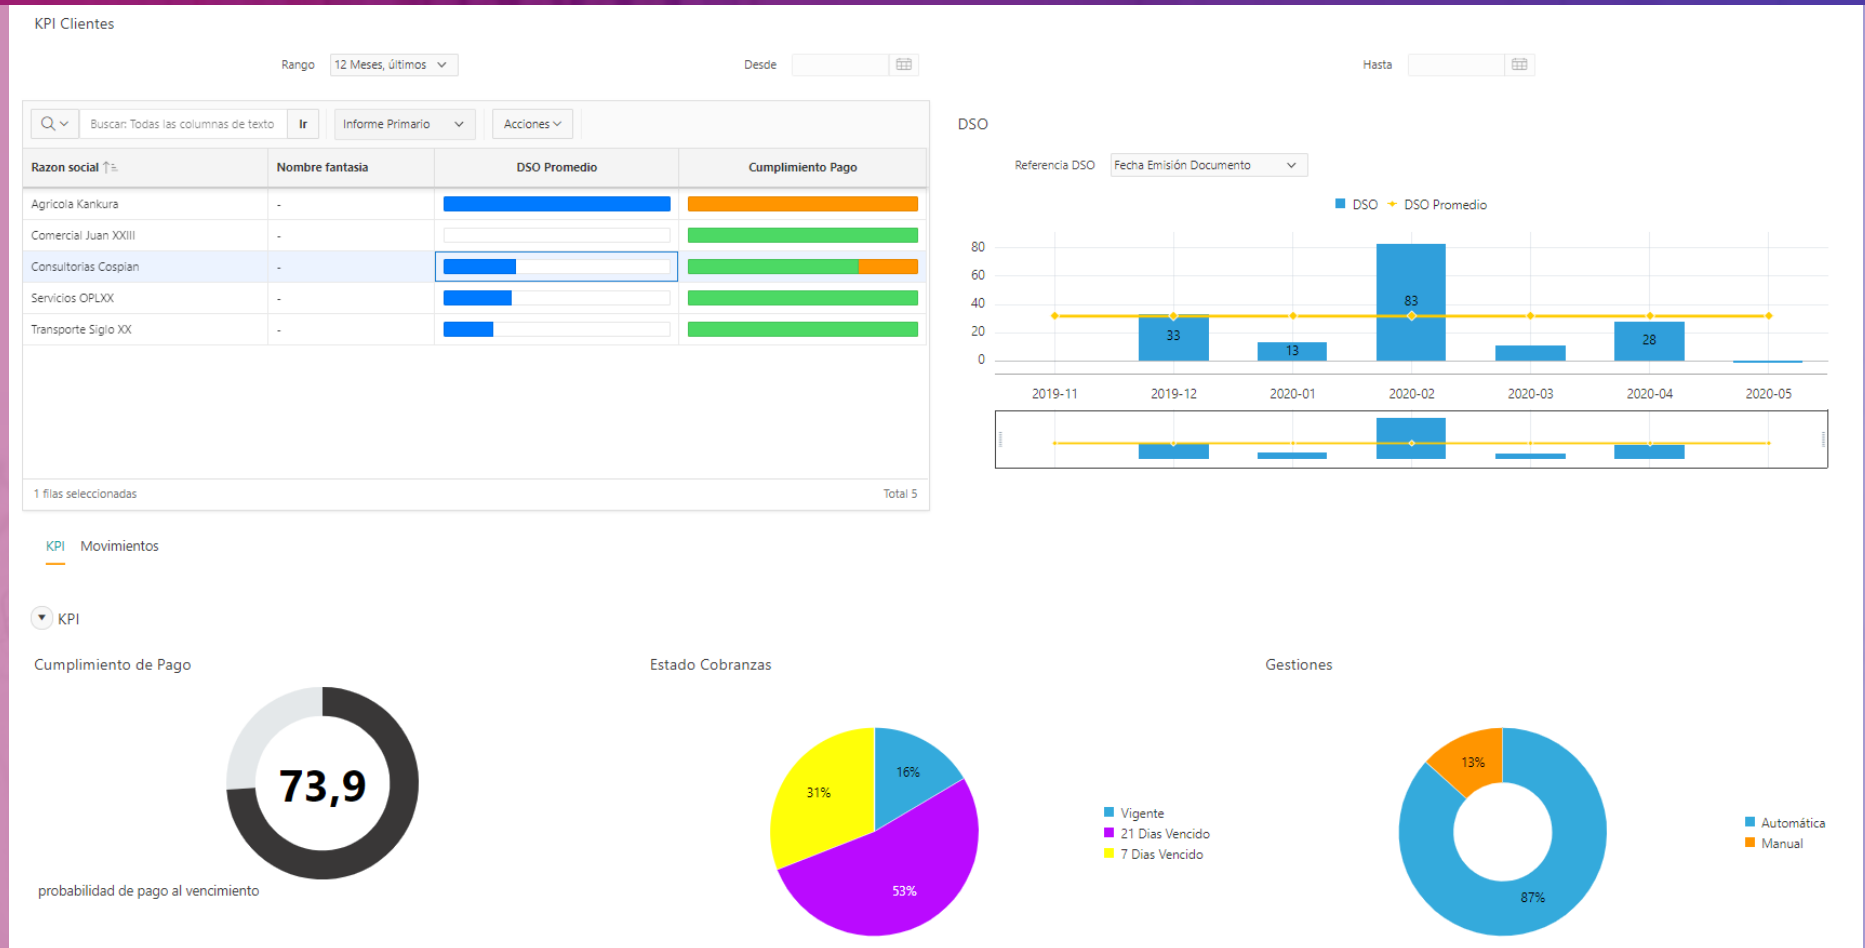 KPI Clientes
Rango 12 Meses, últimos Desde Hasta
Buscar: Todas las columnas de texto Ir Informe Primario Acciones
Razon social Nombre fantasia DSO Promedio Cumplimiento Pago
Agricola Kankura -
Comercial Juan XXIII -
Consultorias Cospian -
Servicios OPLXX -
Transporte Siglo XX -
1 filas seleccionadas Total 5
DSO
Referencia DSO Fecha Emisión Documento
DSO DSO Promedio
80
60
40
20
0
33
13
83
28
2019-11 2019-12 2020-01 2020-02 2020-03 2020-04 2020-05
KPI Movimientos
KPI
Cumplimiento de Pago
73,9
probabilidad de pago al vencimiento
Estado Cobranzas
16%
31%
53%
Vigente
21 Dias Vencido
7 Dias Vencido
Gestiones
13%
87%
Automática
Manual